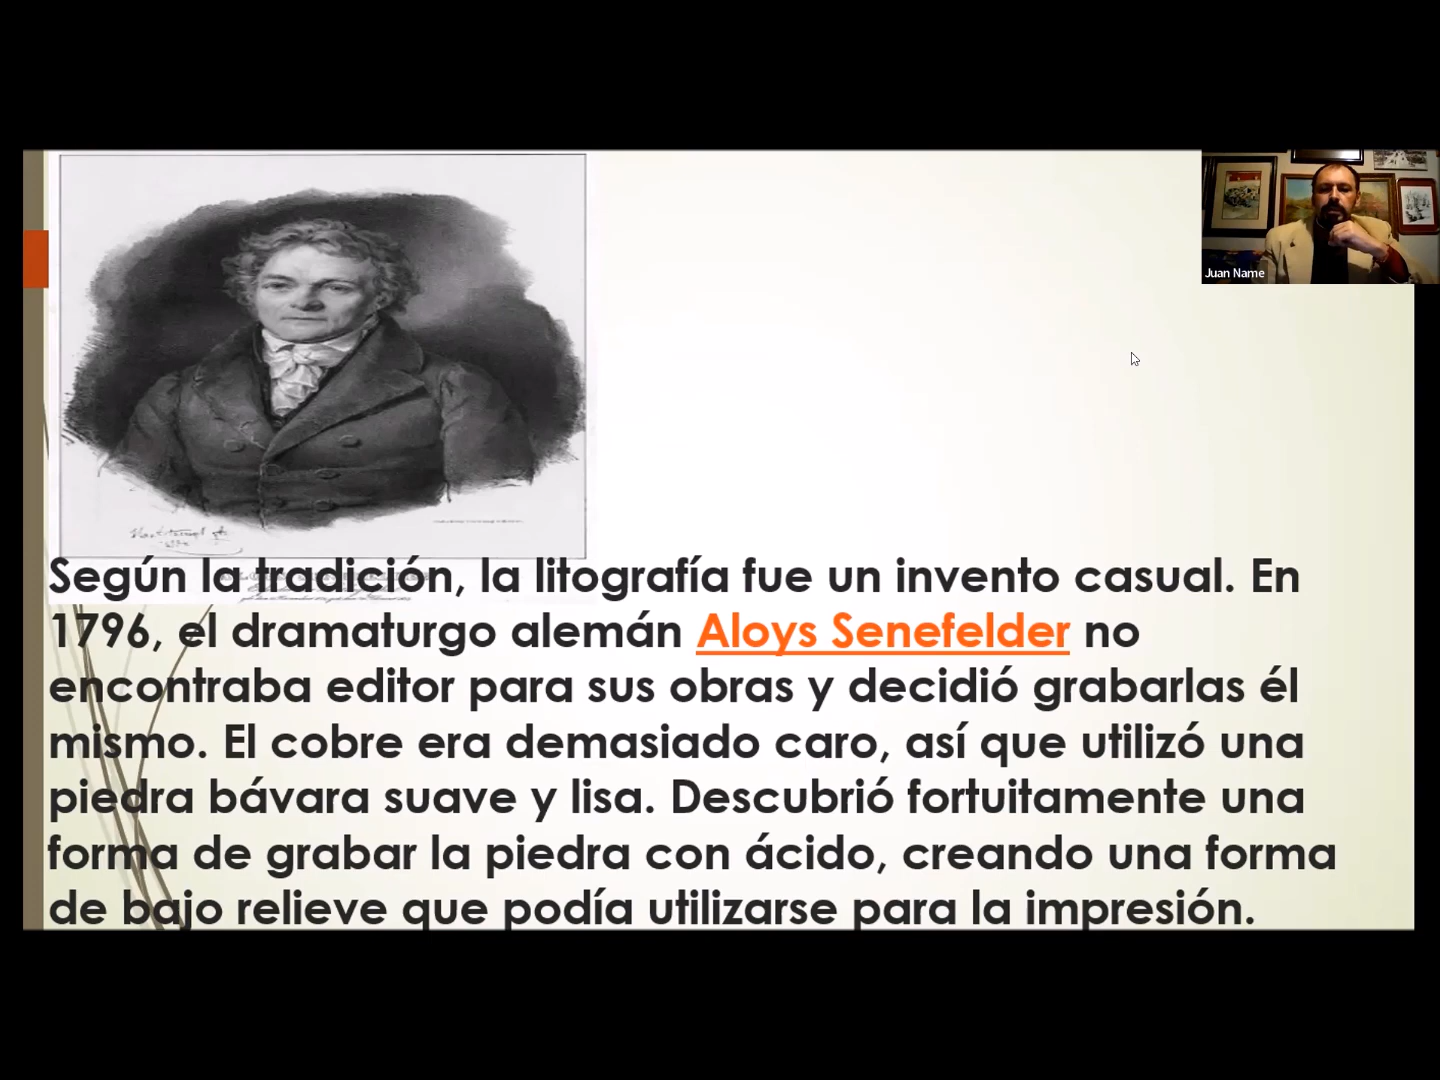 Juan Name
Según la tradición, la litografía fue un invento casual. En
1796, el dramaturgo alemán Aloys Senefelder no
encontraba editor para sus obras y decidió grabarlas él
mismo. El cobre era demasiado caro, así que utilizó una
piedra bávara suave y lisa. Descubrió fortuitamente una
forma de grabar la piedra con ácido, creando una forma
de bajo relieve que podía utilizarse para la impresión.